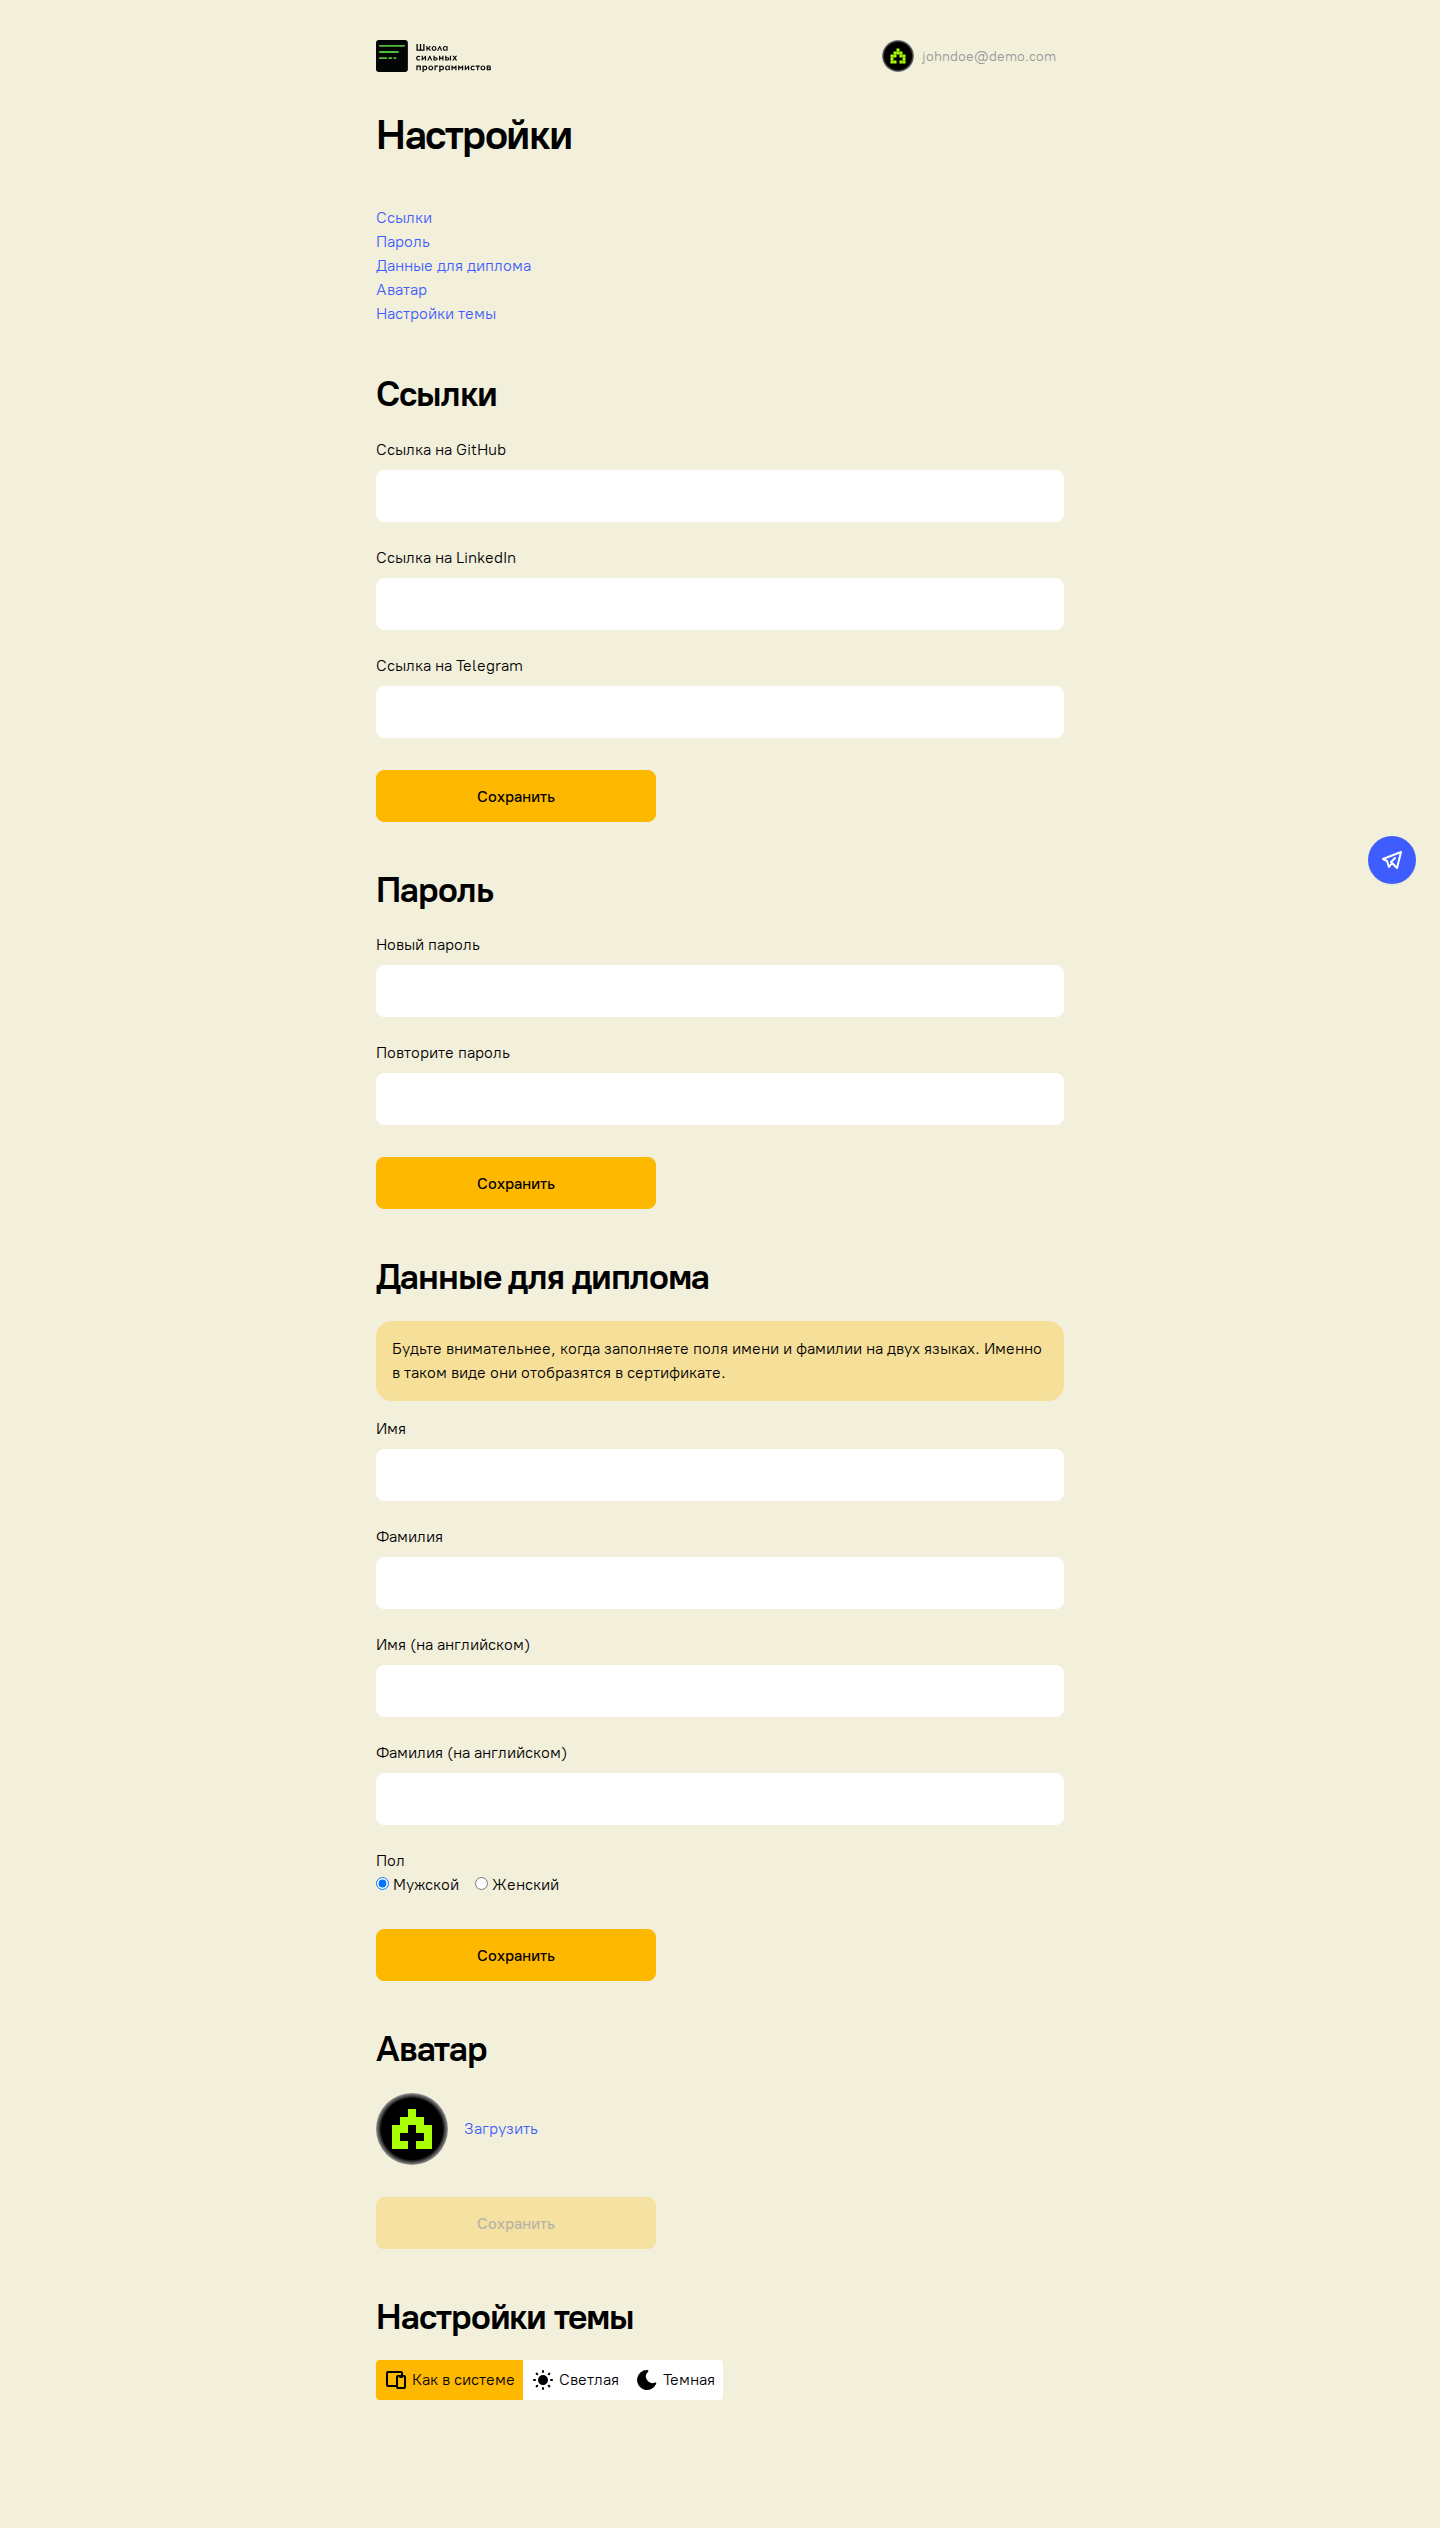 Школа
сильных
программистов
johndoe@demo.com
Настройки
Ссылки
Пароль
Данные для диплома
Аватар
Настройки темы
Ссылки
Ссылка на GitHub
Ссылка на LinkedIn
Ссылка на Telegram
Сохранить
Пароль
Новый пароль
Повторите пароль
Сохранить
Данные для диплома
Будьте внимательнее, когда заполняете поля имени и фамилии на двух языках. Именно
в таком виде они отобразятся в сертификате.
Имя
Фамилия
Имя (на английском)
Фамилия (на английском)
Пол
Мужской Женский
Сохранить
Аватар
Загрузить
Сохранить
Настройки темы
Как в системе Светлая Темная